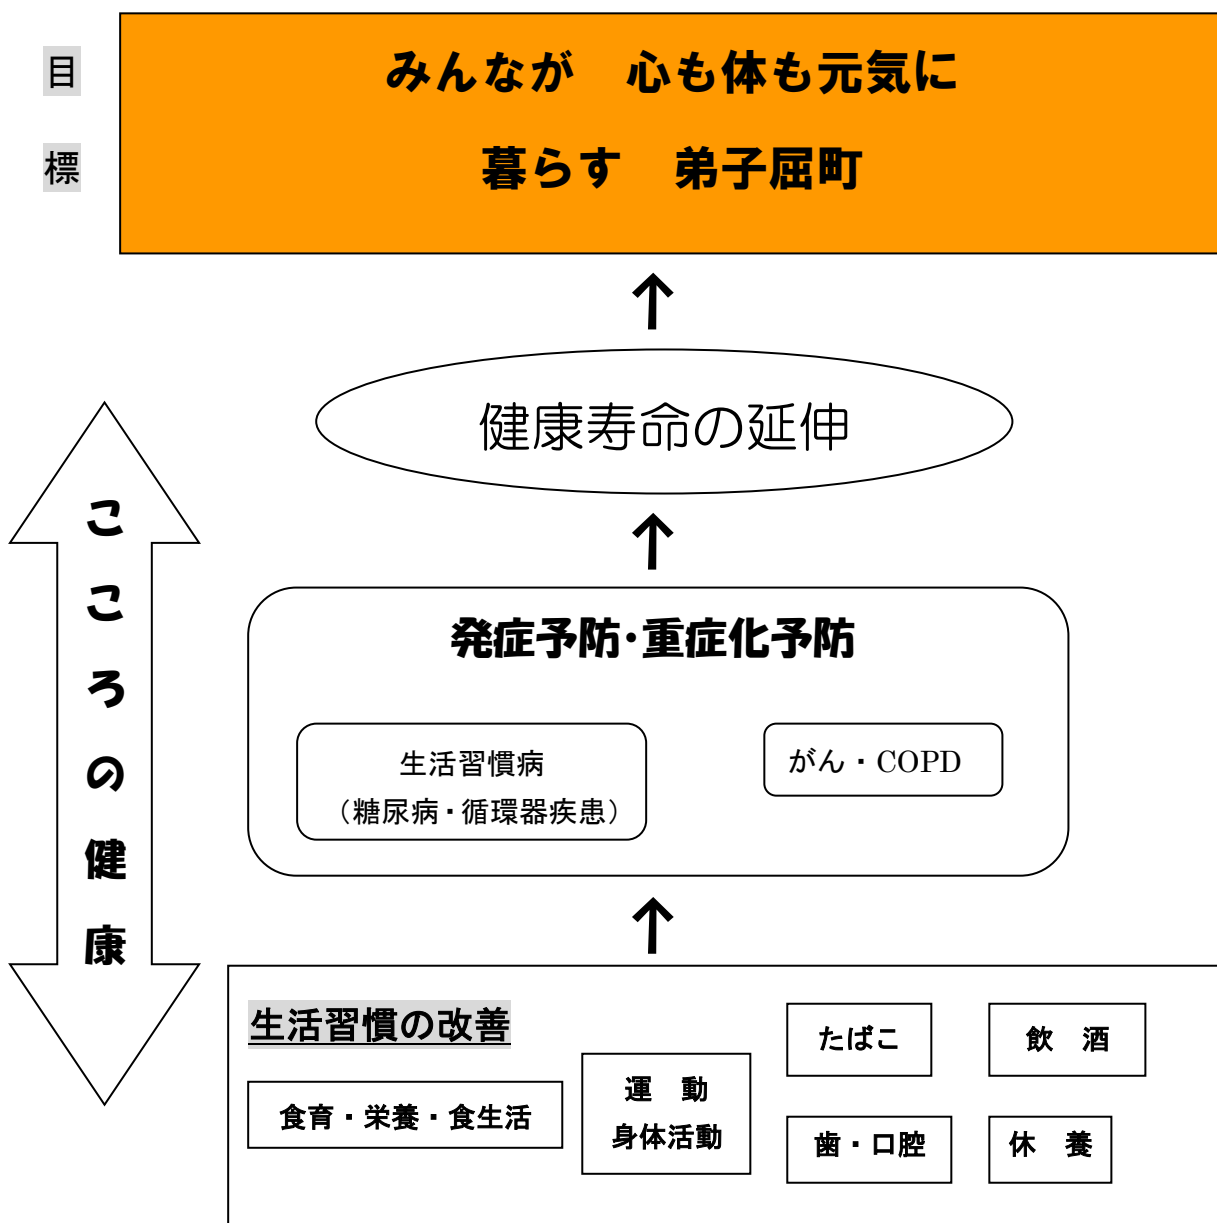 目標
みんなが　心も体も元気に
暮らす　弟子屈町
↑
健康寿命の延伸
↑
こころの健康
発症予防・重症化予防
生活習慣病
（糖尿病・循環器疾患）
がん・COPD
↑
生活習慣の改善
食育・栄養・食生活
運　動
身体活動
たばこ
飲　酒
歯・口腔
休　養